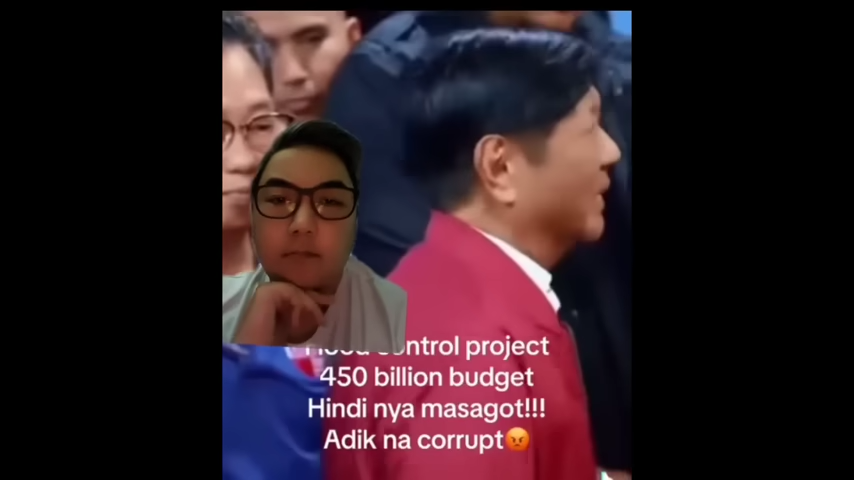 control project
450 billion budget
Hindi nya masagot!!!
Adik na corrupt😡